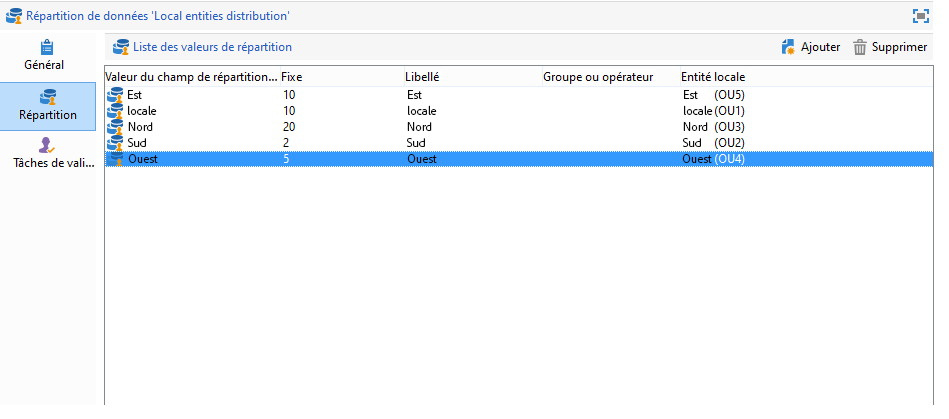 Répartition de données 'Local entities distribution'
Général
Répartition
Tâches de vali...
Liste des valeurs de répartition
Ajouter Supprimer
Valeur du champ de répartition... Fixe Libellé Groupe ou opérateur Entité locale
Est 10 Est Est (OU5)
locale 10 locale locale (OU1)
Nord 20 Nord Nord (OU3)
Sud 2 Sud Sud (OU2)
Ouest 5 Ouest Ouest (OU4)